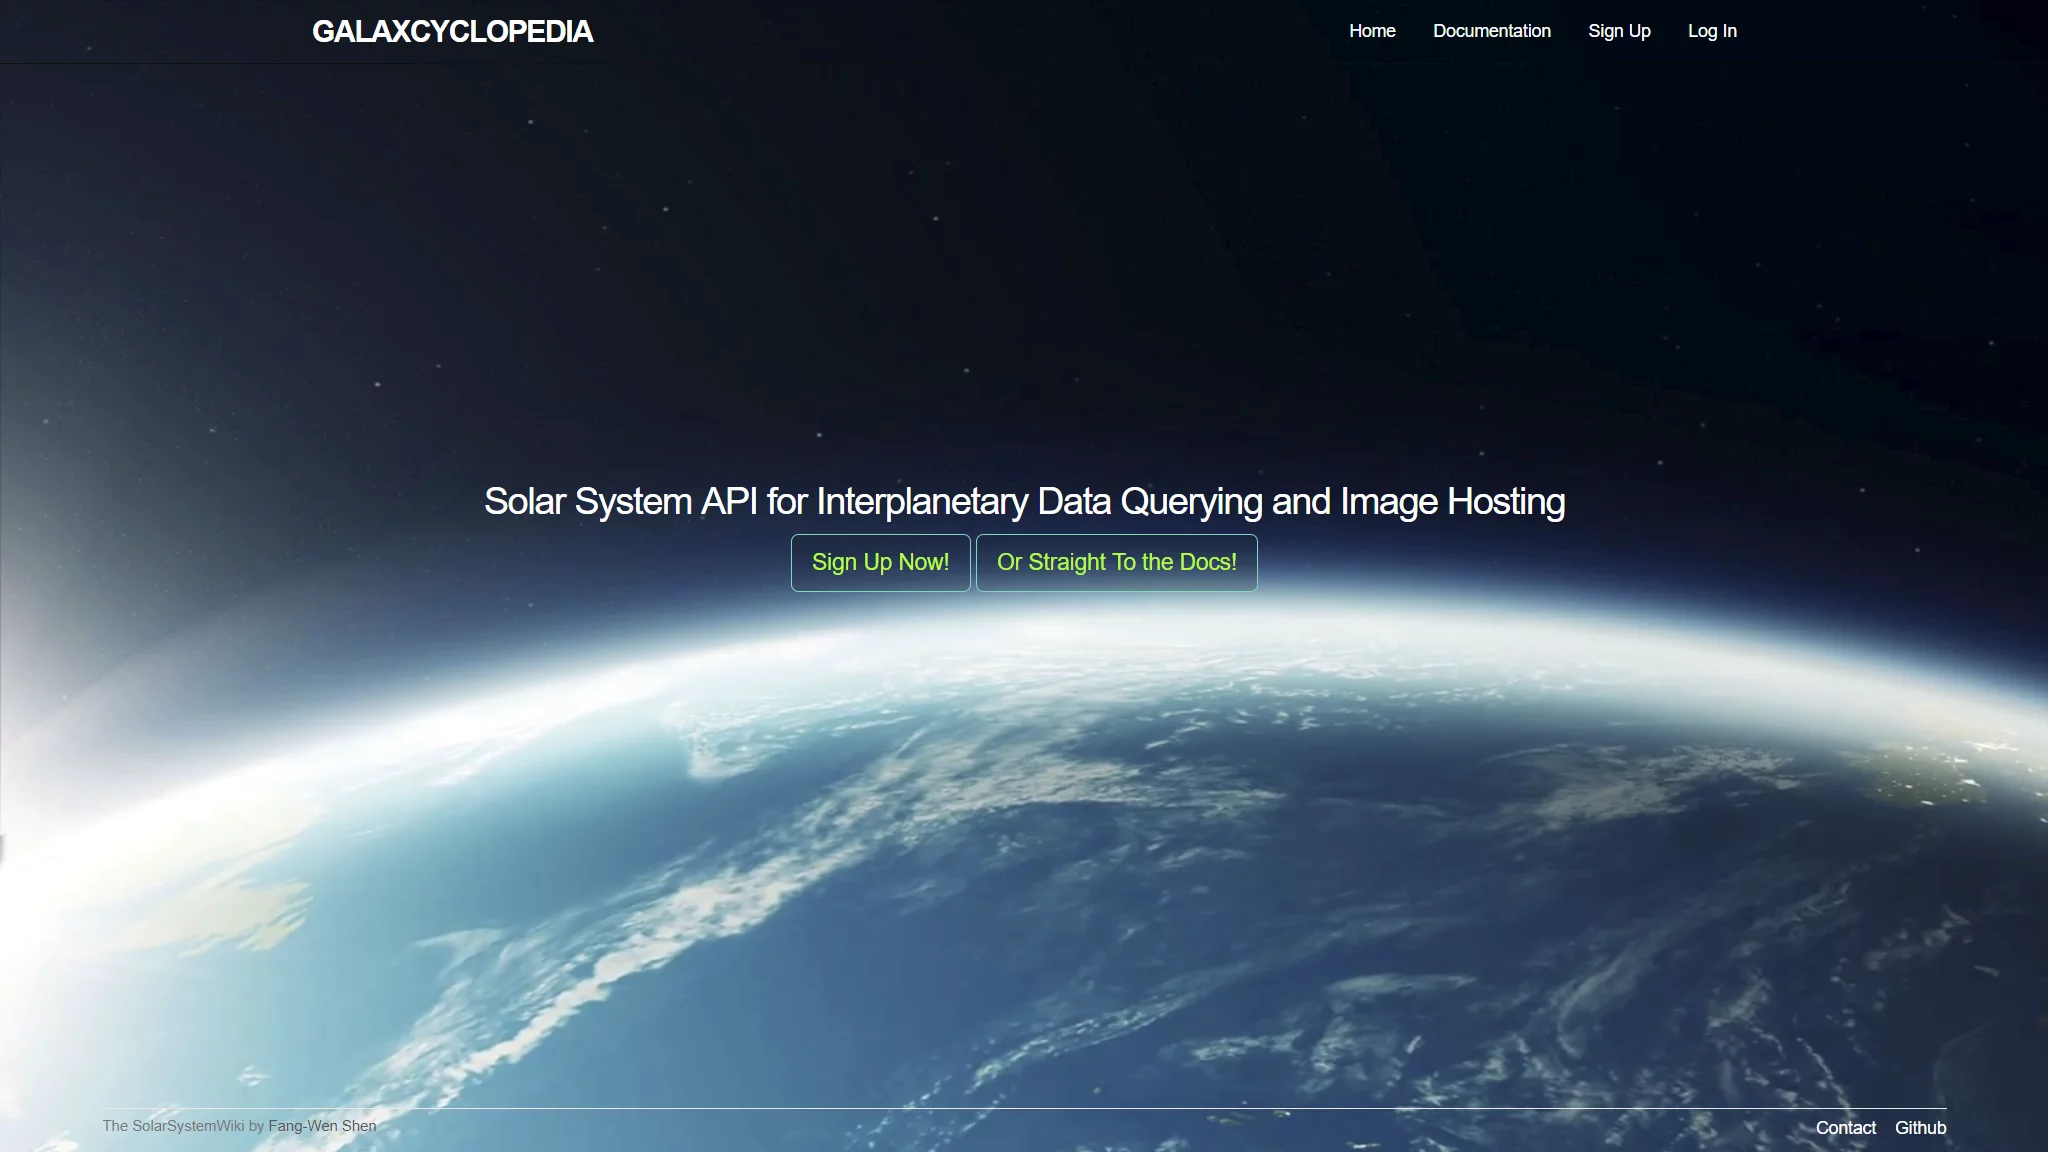 GALAXCYCLOPEDIA
Home Documentation Sign Up Log In
Solar System API for Interplanetary Data Querying and Image Hosting
Sign Up Now! Or Straight To the Docs!
The SolarSystemWiki by Fang-Wen Shen
Contact Github